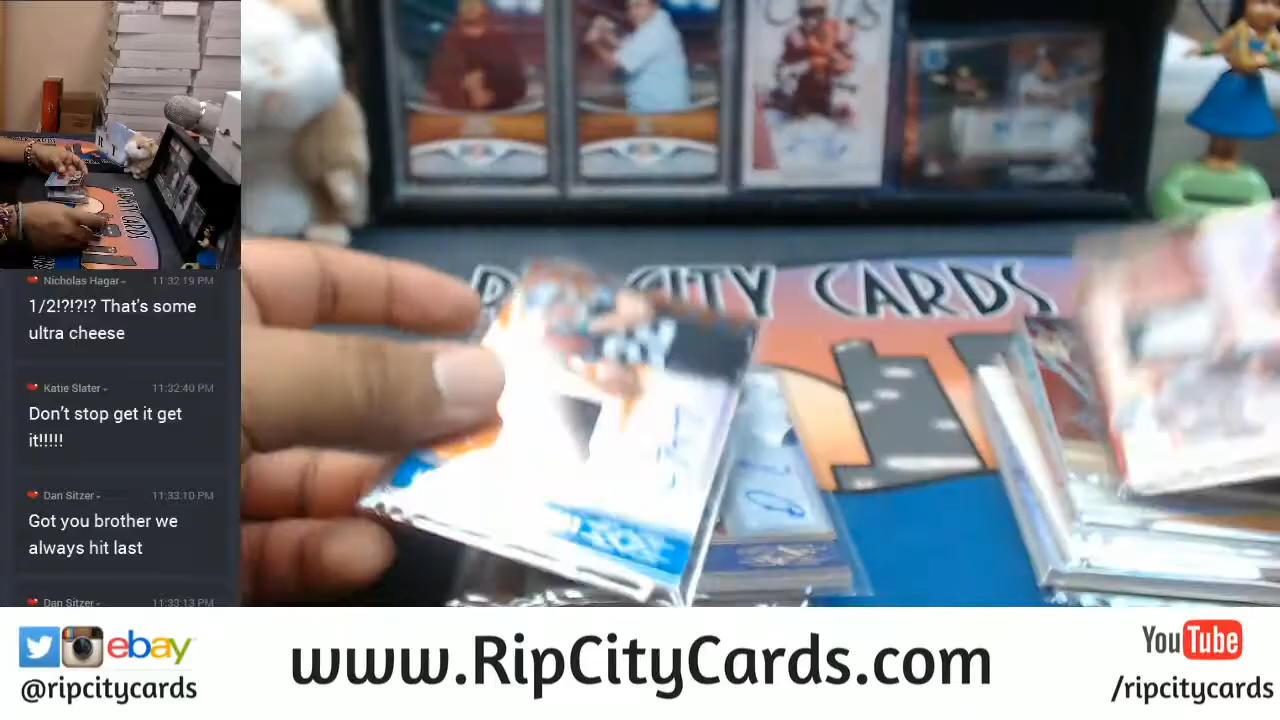 Nicholas Hagar 11:32:19 PM
1/2!?!?!? That's some
ultra cheese
Katie Slater 11:32:40 PM
Don't stop get it get
it!!!!!
Dan Sitzer 11:33:10 PM
Got you brother we
always hit last
Dan Sitzer 11:33:13 PM
CITY CARDS
ebay
@ripcitycards
www.RipCityCards.com
YouTube
/ripcitycards